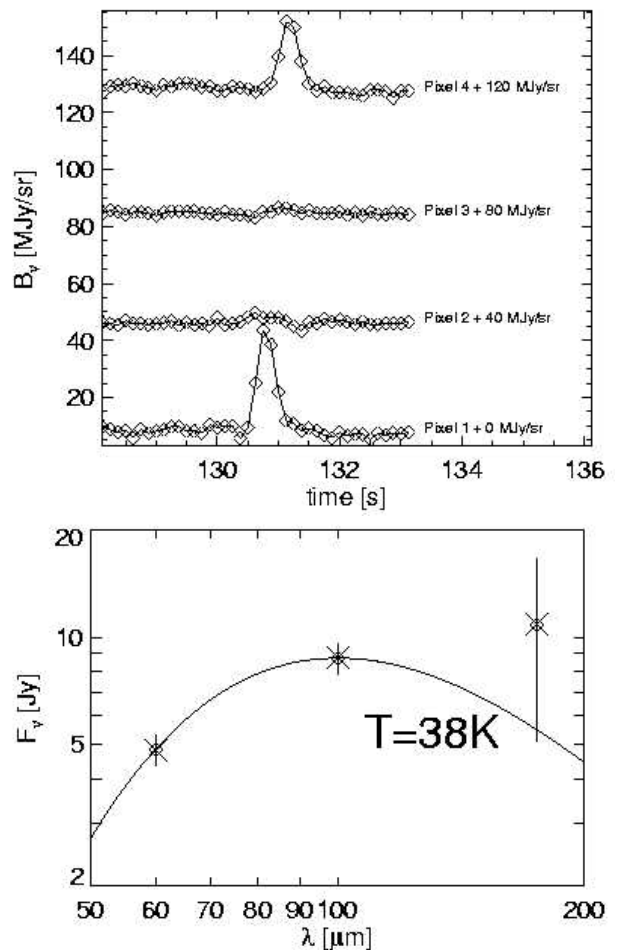 140
120
100
80
60
40
20
B_ν [MJy/sr]
Pixel 4 + 120 MJy/sr
Pixel 3 + 80 MJy/sr
Pixel 2 + 40 MJy/sr
Pixel 1 + 0 MJy/sr
130 132 134 136
time [s]
20
10
5
2
F_ν [Jy]
T=38K
50 60 70 80 90 100 200
λ [μm]